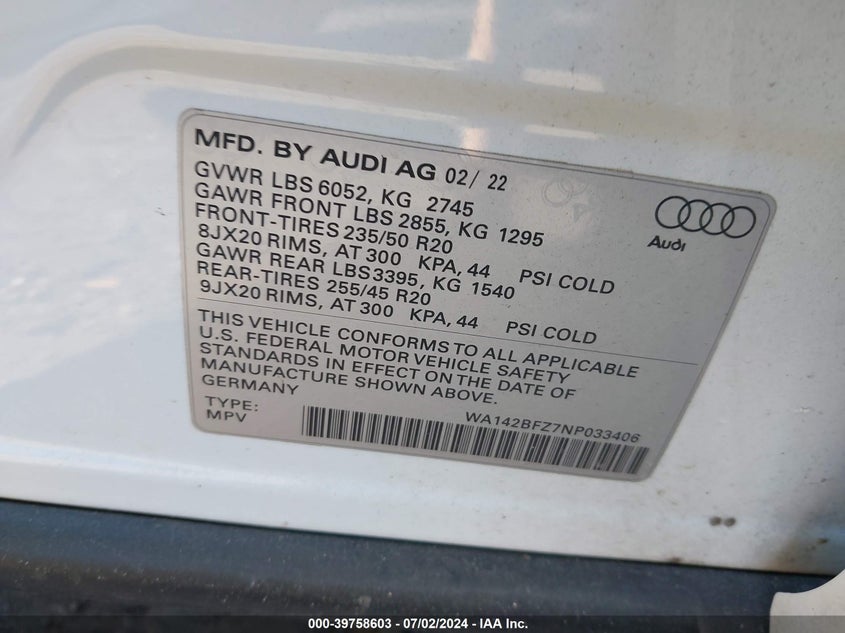 MFD. BY AUDI AG 02/ 22
GVWR LBS 6052, KG 2745
GAWR FRONT LBS 2855, KG 1295
FRONT-TIRES 235/50 R20
8JX20 RIMS, AT 300 KPA, 44 PSI COLD
GAWR REAR LBS3395, KG 1540
REAR-TIRES 255/45 R20
9JX20 RIMS, AT 300 KPA, 44 PSI COLD
Audi
THIS VEHICLE CONFORMS TO ALL APPLICABLE
U.S. FEDERAL MOTOR VEHICLE SAFETY
STANDARDS IN EFFECT ON THE DATE OF
MANUFACTURE SHOWN ABOVE.
GERMANY
TYPE:
MPV
WA142BFZ7NP033406
000-39758603 - 07/02/2024 - IAA Inc.